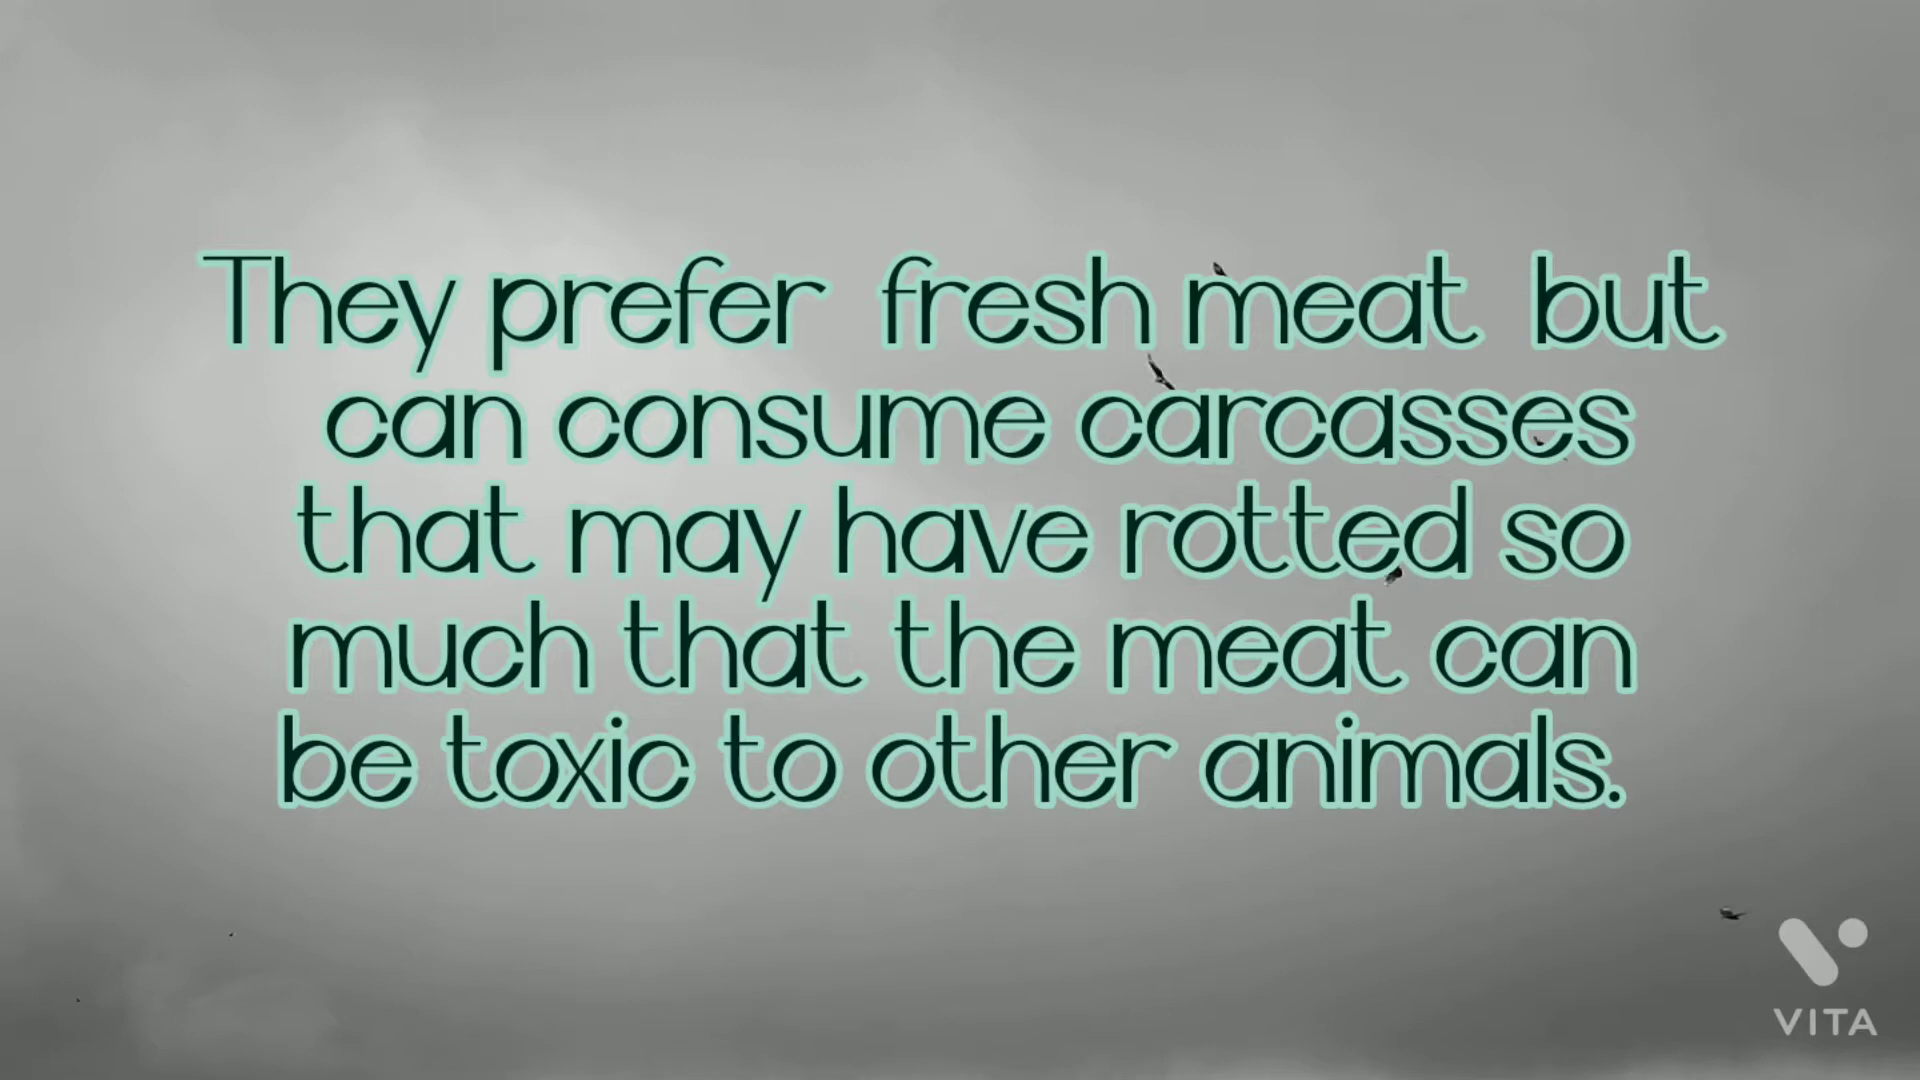 They prefer  fresh meat  but
can consume carcasses
that may have rotted so
much that the meat can
be toxic to other animals.
VITA